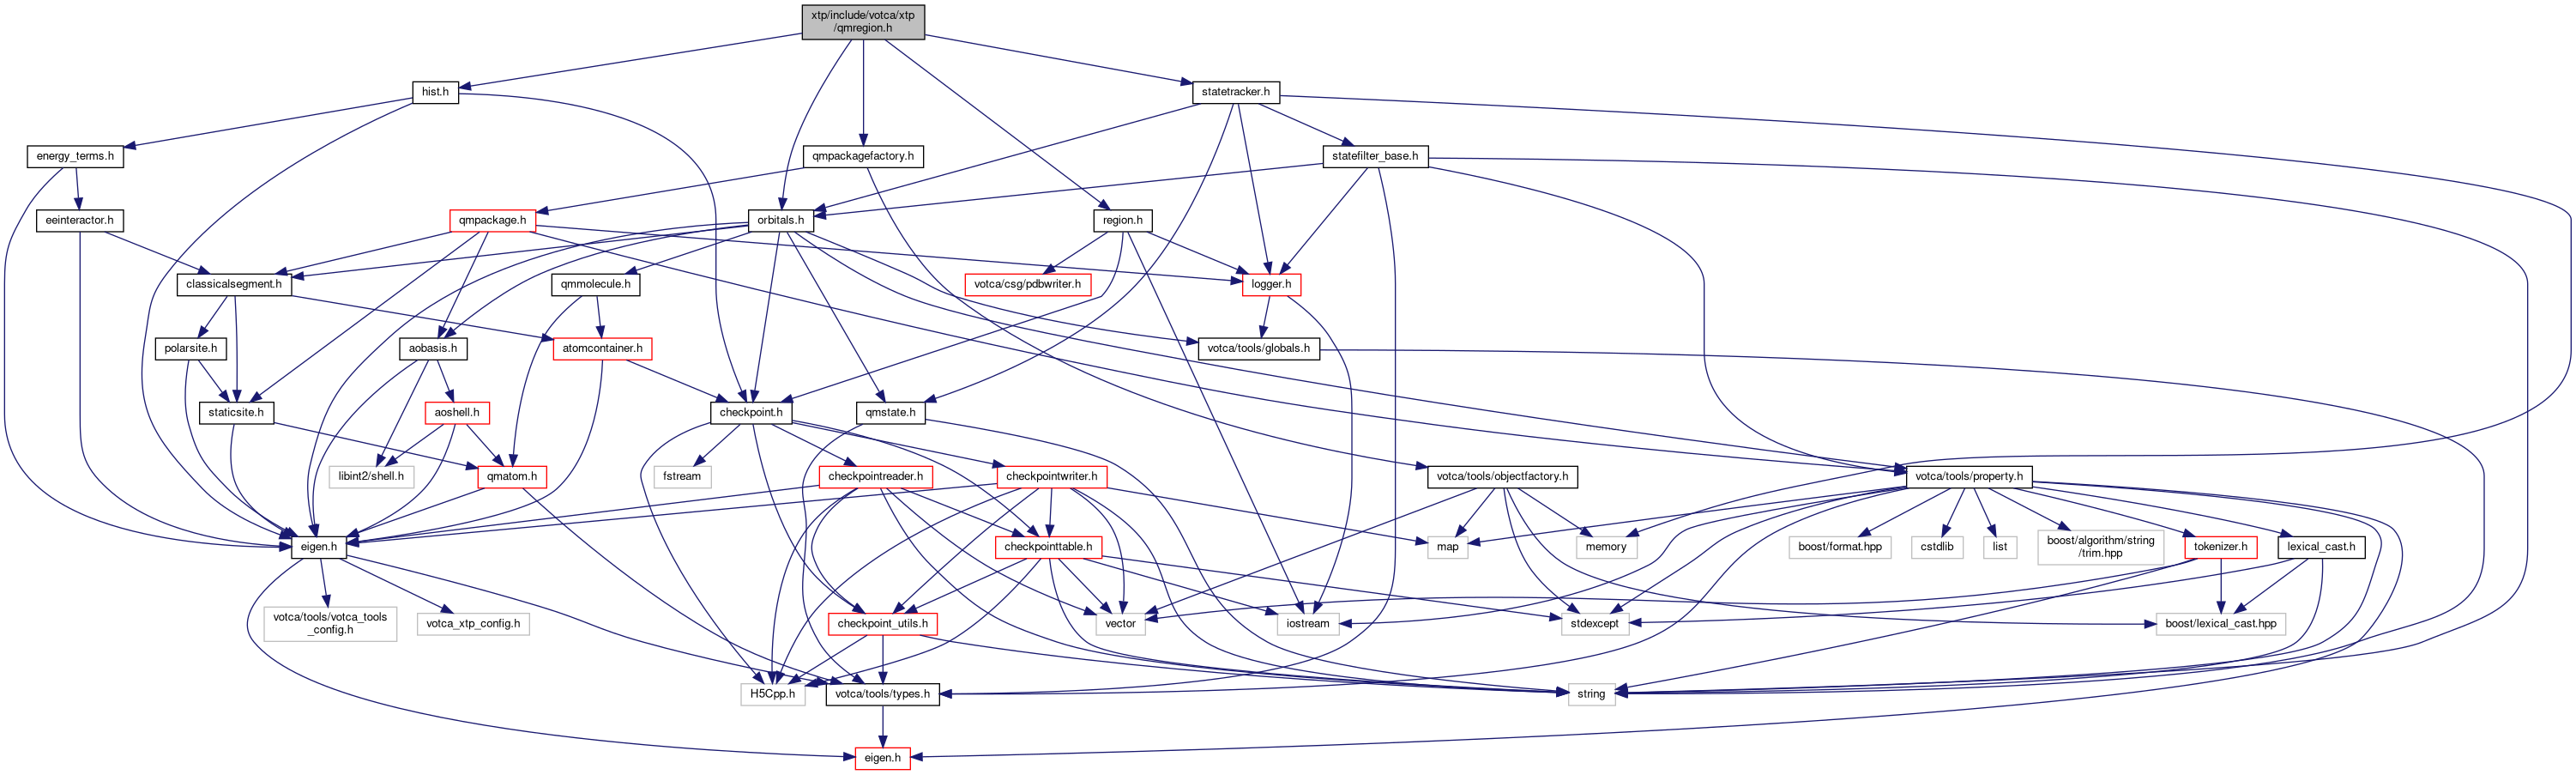 xtp/include/votca/xtp
/qmregion.h
hist.h
statetracker.h
energy_terms.h
qmpackagefactory.h
statefilter_base.h
eeinteractor.h
qmpackage.h
orbitals.h
region.h
classicalsegment.h
qmmolecule.h
votca/csg/pdbwriter.h
logger.h
polarsite.h
aobasis.h
atomcontainer.h
votca/tools/globals.h
staticsite.h
aoshell.h
checkpoint.h
qmstate.h
libint2/shell.h
qmatom.h
fstream
checkpointreader.h
checkpointwriter.h
votca/tools/objectfactory.h
votca/tools/property.h
eigen.h
checkpointtable.h
map
memory
boost/format.hpp
cstdlib
list
boost/algorithm/string
/trim.hpp
tokenizer.h
lexical_cast.h
votca/tools/votca_tools
_config.h
votca_xtp_config.h
checkpoint_utils.h
vector
iostream
stdexcept
boost/lexical_cast.hpp
H5Cpp.h
votca/tools/types.h
string
eigen.h